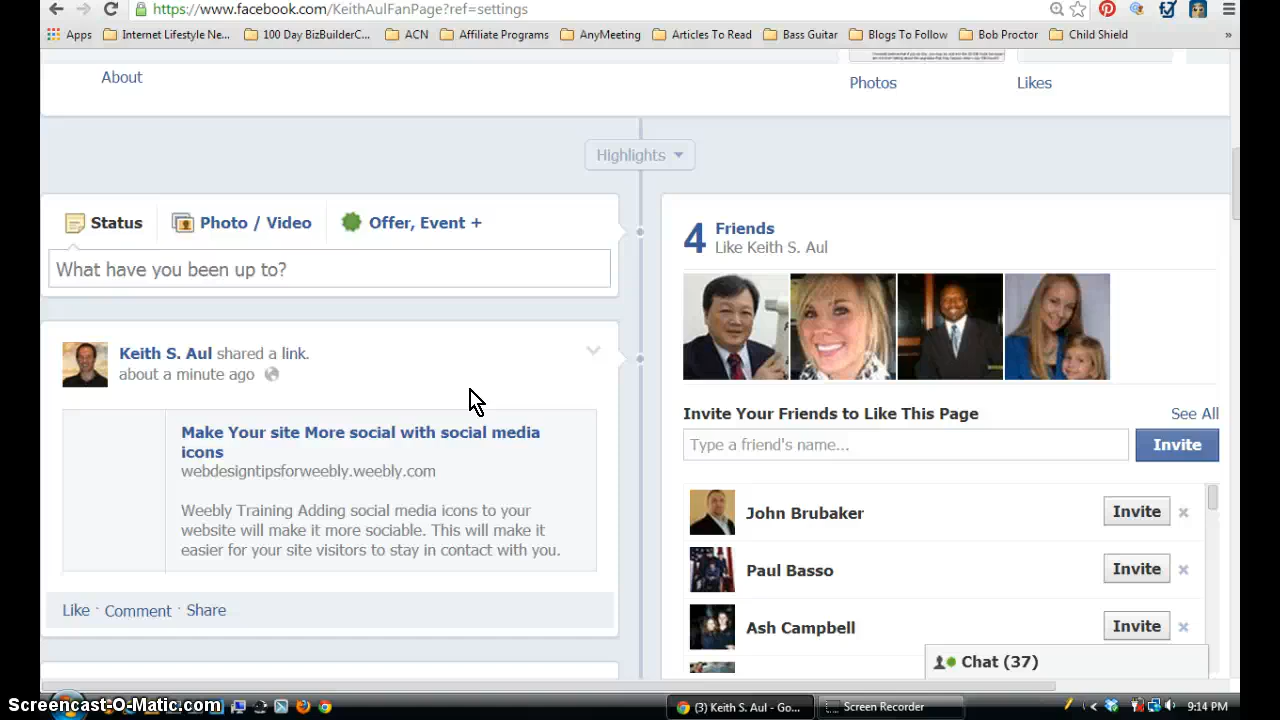 https://www.facebook.com/KeithAulFanPage?ref=settings
Apps Internet Lifestyle Ne... 100 Day BizBuilderC... ACN Affiliate Programs AnyMeeting Articles To Read Bass Guitar Blogs To Follow Bob Proctor Child Shield »
About
Photos Likes
Highlights
Status Photo / Video Offer, Event +
What have you been up to?
Keith S. Aul shared a link.
about a minute ago
Make Your site More social with social media
icons
webdesigntipsforweebly.weebly.com
Weebly Training Adding social media icons to your
website will make it more sociable. This will make it
easier for your site visitors to stay in contact with you.
Like · Comment · Share
4 Friends
Like Keith S. Aul
Invite Your Friends to Like This Page See All
Type a friend's name... Invite
John Brubaker Invite ×
Paul Basso Invite ×
Ash Campbell Invite ×
Chat (37)
Screencast-O-Matic.com
(3) Keith S. Aul - Go...
Screen Recorder
9:14 PM